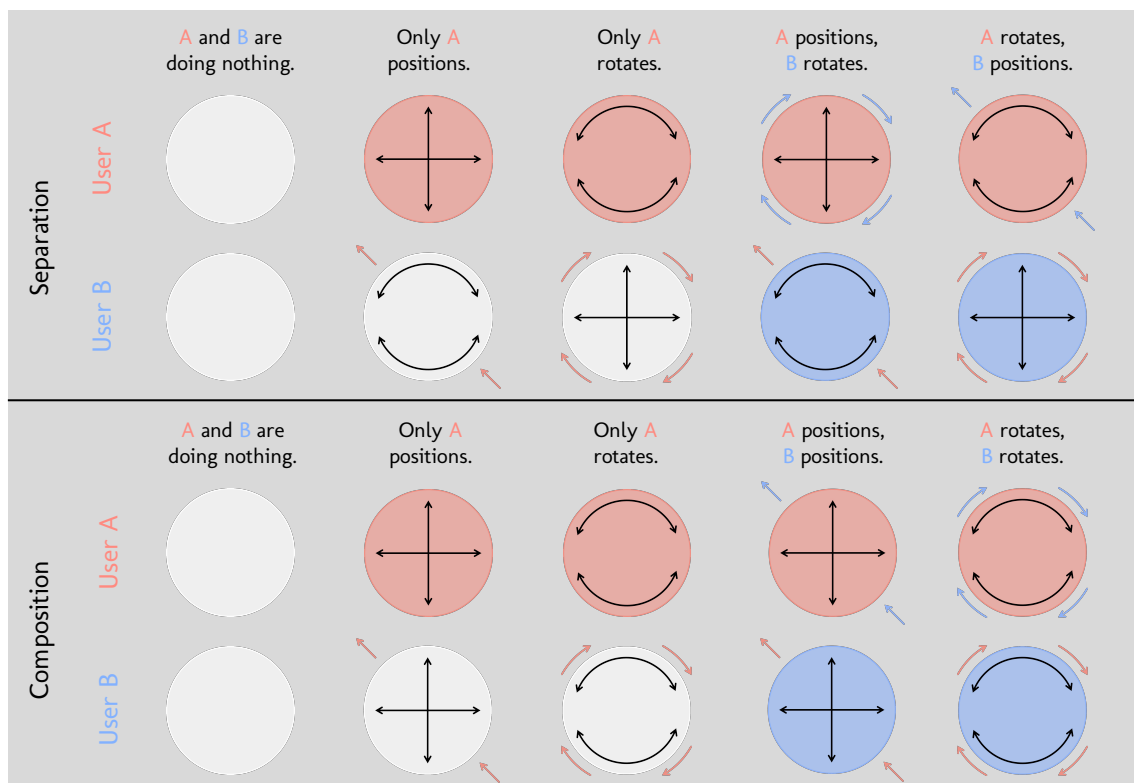 A and B are
doing nothing.
Only A
positions.
Only A
rotates.
A positions,
B rotates.
A rotates,
B positions.
Separation
User A
User B
A and B are
doing nothing.
Only A
positions.
Only A
rotates.
A positions,
B positions.
A rotates,
B rotates.
Composition
User A
User B